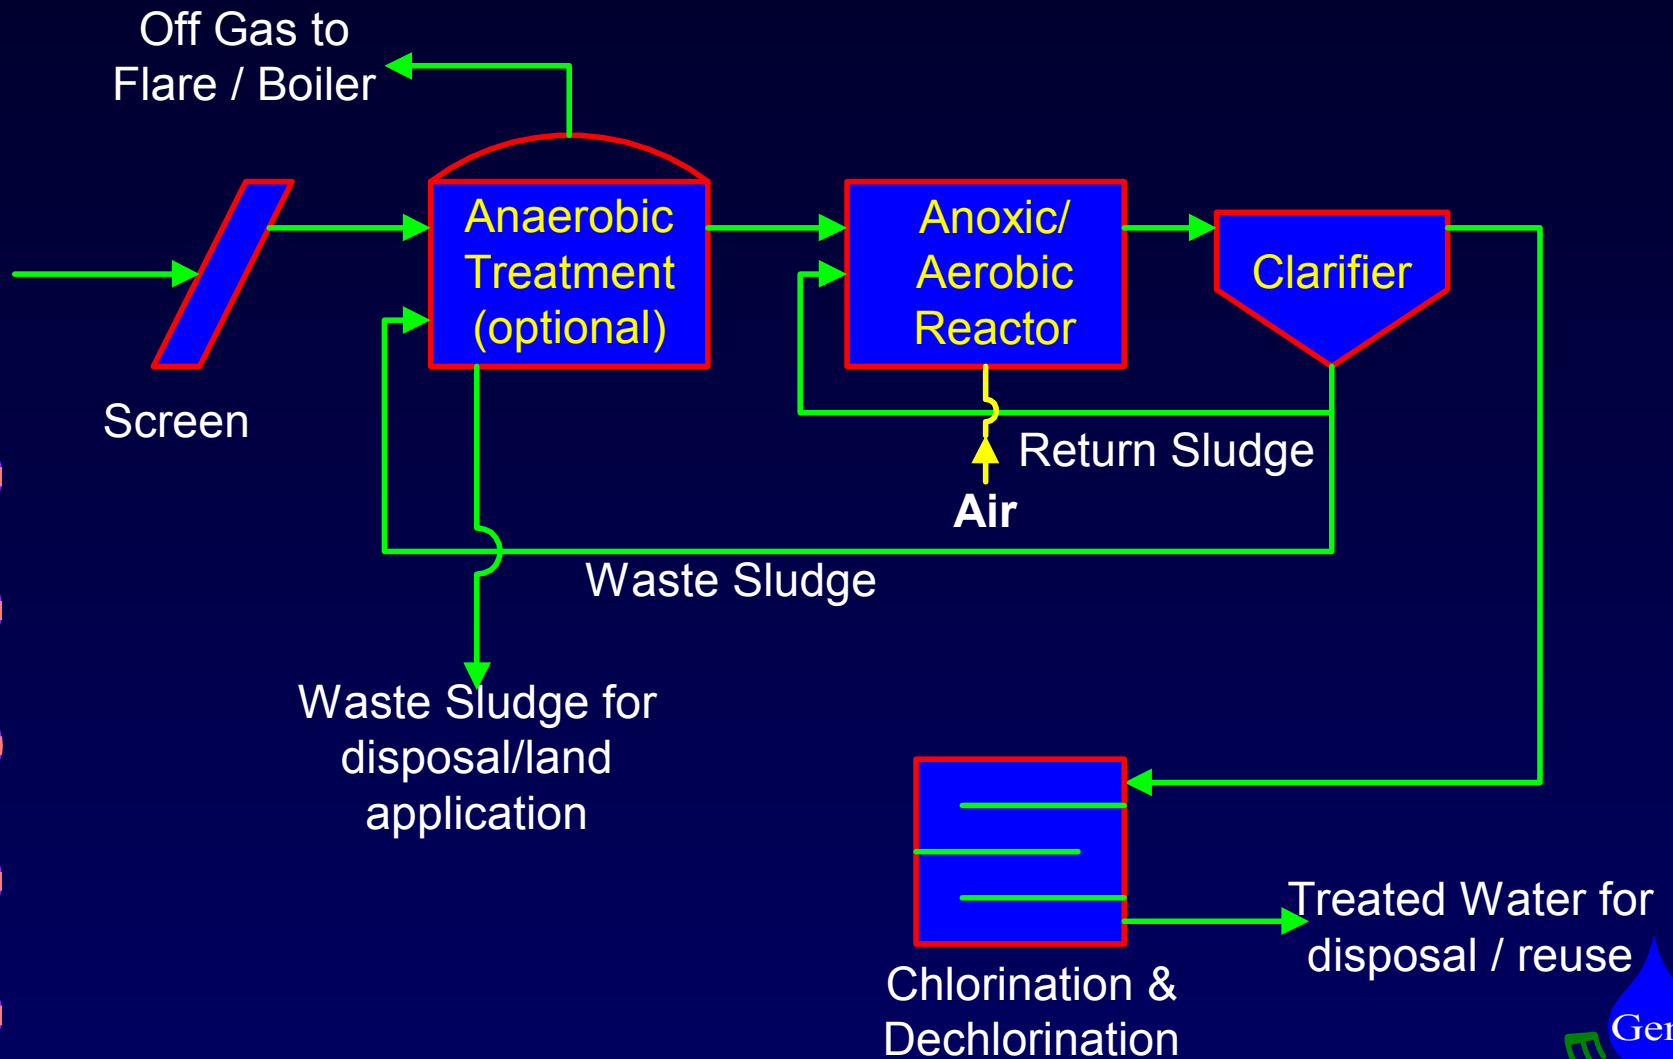 Off Gas to
Flare / Boiler
Anaerobic
Treatment
(optional)
Anoxic/
Aerobic
Reactor
Clarifier
Screen
Return Sludge
Air
Waste Sludge
Waste Sludge for
disposal/land
application
Treated Water for
disposal / reuse
Chlorination &
Dechlorination